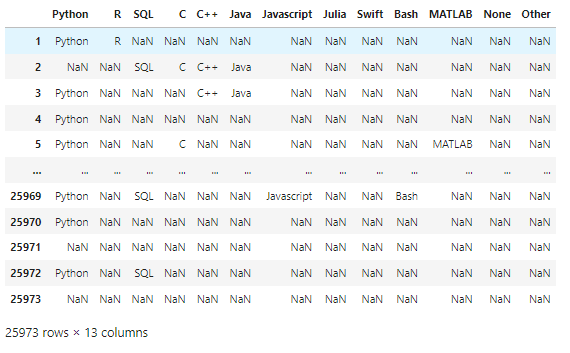 Python R SQL C C++ Java Javascript Julia Swift Bash MATLAB None Other
1 Python R NaN NaN NaN NaN NaN NaN NaN NaN NaN NaN NaN
2 NaN NaN SQL C C++ Java NaN NaN NaN NaN NaN NaN NaN
3 Python NaN NaN NaN C++ Java NaN NaN NaN NaN NaN NaN NaN
4 Python NaN NaN NaN NaN NaN NaN NaN NaN NaN NaN NaN NaN
5 Python NaN NaN C NaN NaN NaN NaN NaN NaN MATLAB NaN NaN
... ... ... ... ... ... ... ... ... ... ... ... ... ...
25969 Python NaN SQL NaN NaN NaN Javascript NaN NaN Bash NaN NaN NaN
25970 Python NaN NaN NaN NaN NaN NaN NaN NaN NaN NaN NaN NaN
25971 NaN NaN NaN NaN NaN NaN NaN NaN NaN NaN NaN NaN NaN
25972 Python NaN SQL NaN NaN NaN NaN NaN NaN NaN NaN NaN NaN
25973 NaN NaN NaN NaN NaN NaN NaN NaN NaN NaN NaN NaN NaN
25973 rows × 13 columns